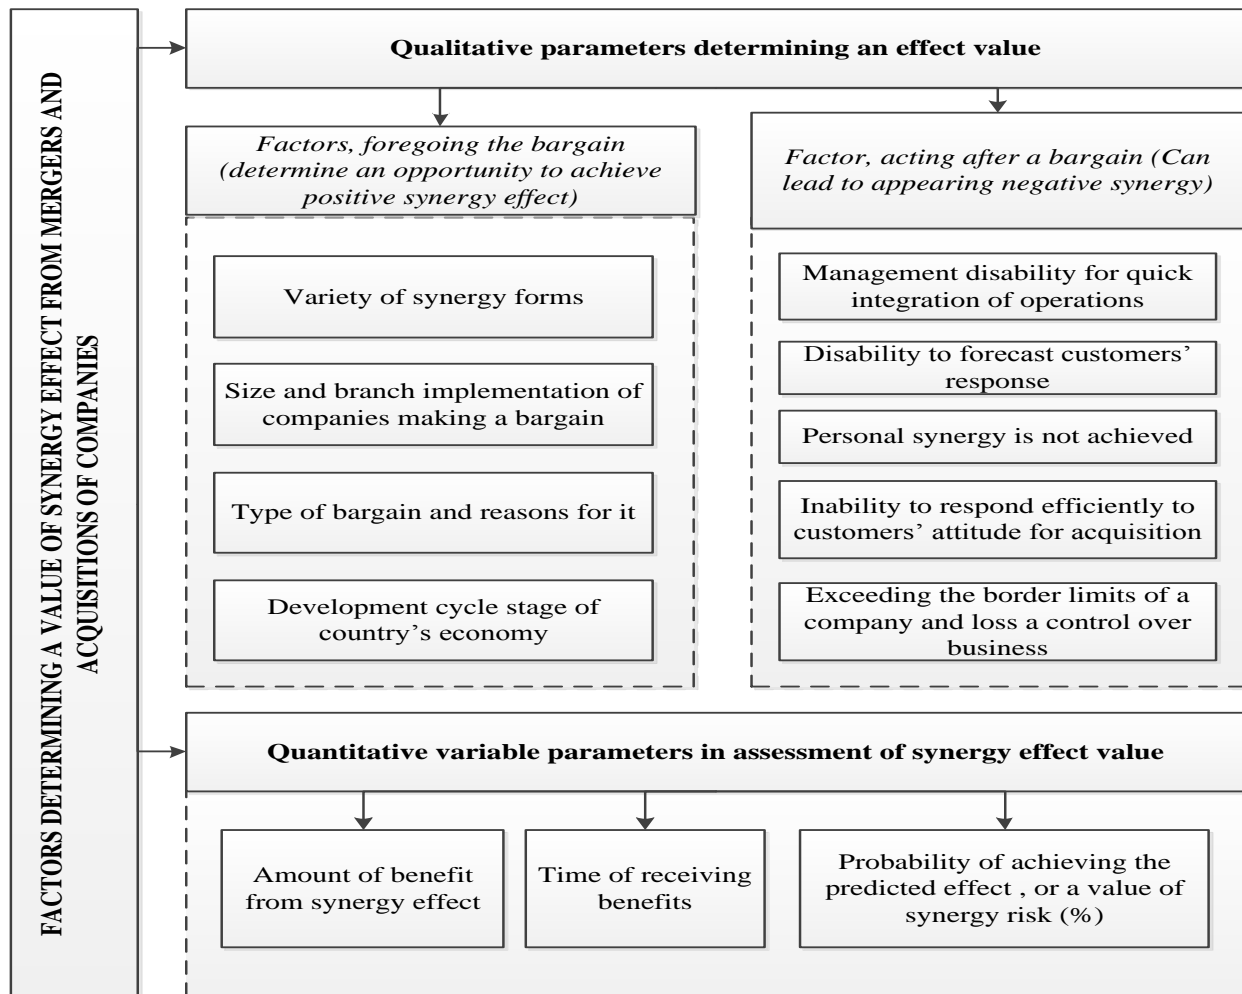 FACTORS DETERMINING A VALUE OF SYNERGY EFFECT FROM MERGERS AND
ACQUISITIONS OF COMPANIES
Qualitative parameters determining an effect value
Factors, foregoing the bargain
(determine an opportunity to achieve
positive synergy effect)
Variety of synergy forms
Size and branch implementation of
companies making a bargain
Type of bargain and reasons for it
Development cycle stage of
country’s economy
Factor, acting after a bargain (Can
lead to appearing negative synergy)
Management disability for quick
integration of operations
Disability to forecast customers’
response
Personal synergy is not achieved
Inability to respond efficiently to
customers’ attitude for acquisition
Exceeding the border limits of a
company and loss a control over
business
Quantitative variable parameters in assessment of synergy effect value
Amount of benefit
from synergy effect
Time of receiving
benefits
Probability of achieving the
predicted effect , or a value of
synergy risk (%)